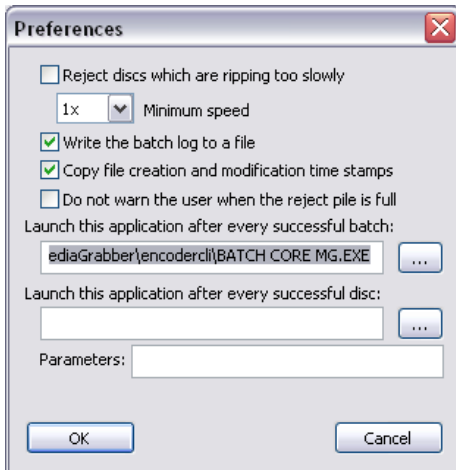 Preferences
Reject discs which are ripping too slowly
1x Minimum speed
Write the batch log to a file
Copy file creation and modification time stamps
Do not warn the user when the reject pile is full
Launch this application after every successful batch:
ediaGrabber\encodercli\BATCH CORE MG.EXE ...
Launch this application after every successful disc:
...
Parameters:
OK Cancel